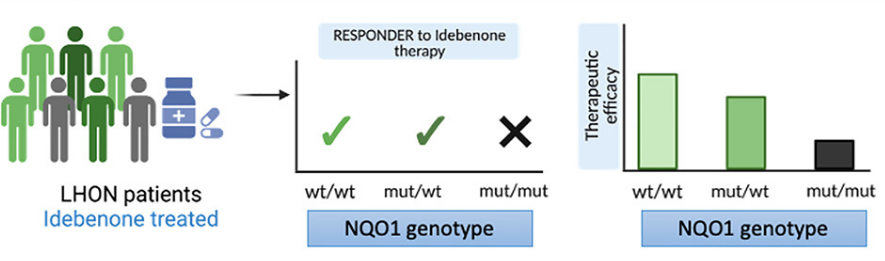 LHON patients
Idebenone treated
RESPONDER to Idebenone
therapy
wt/wt mut/wt mut/mut
NQO1 genotype
Therapeutic
efficacy
wt/wt mut/wt mut/mut
NQO1 genotype